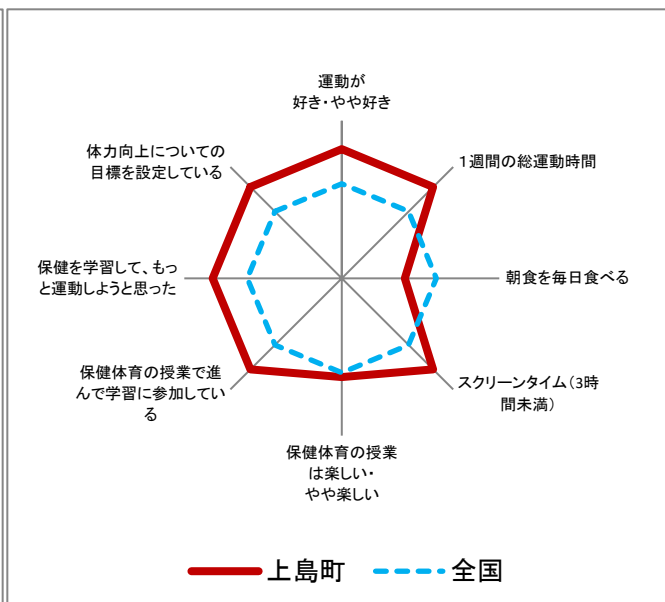 運動が
好き・やや好き
1週間の総運動時間
朝食を毎日食べる
スクリーンタイム(3時
間未満)
保健体育の授業
は楽しい・
やや楽しい
保健体育の授業で進
んで学習に参加してい
る
保健を学習して、もっ
と運動しようと思った
体力向上についての
目標を設定している
上島町
全国